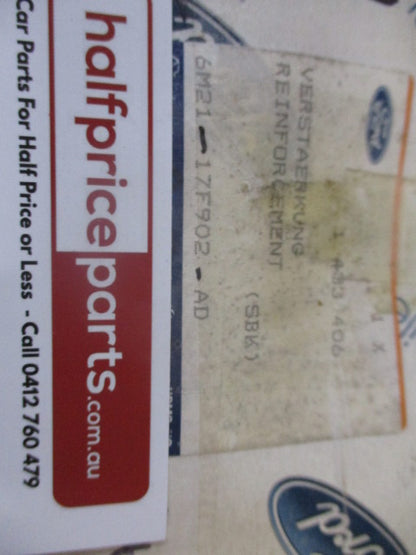 halfpriceparts.com.au
Car Parts For Half Price or Less - Call 0412 760 479
Ford
1 X
1 433 406
VERSTAERKUNG
REINFORCEMENT
(SBK)
6M21-17F902-AD
Ford